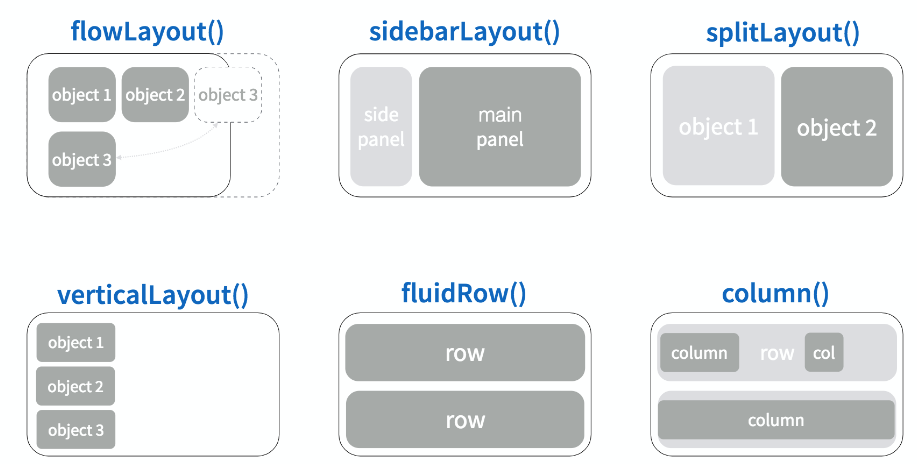 flowLayout()
object 1
object 2
object 3
object 3
sidebarLayout()
side
panel
main
panel
splitLayout()
object 1
object 2
verticalLayout()
object 1
object 2
object 3
fluidRow()
row
row
column()
column
row
col
column